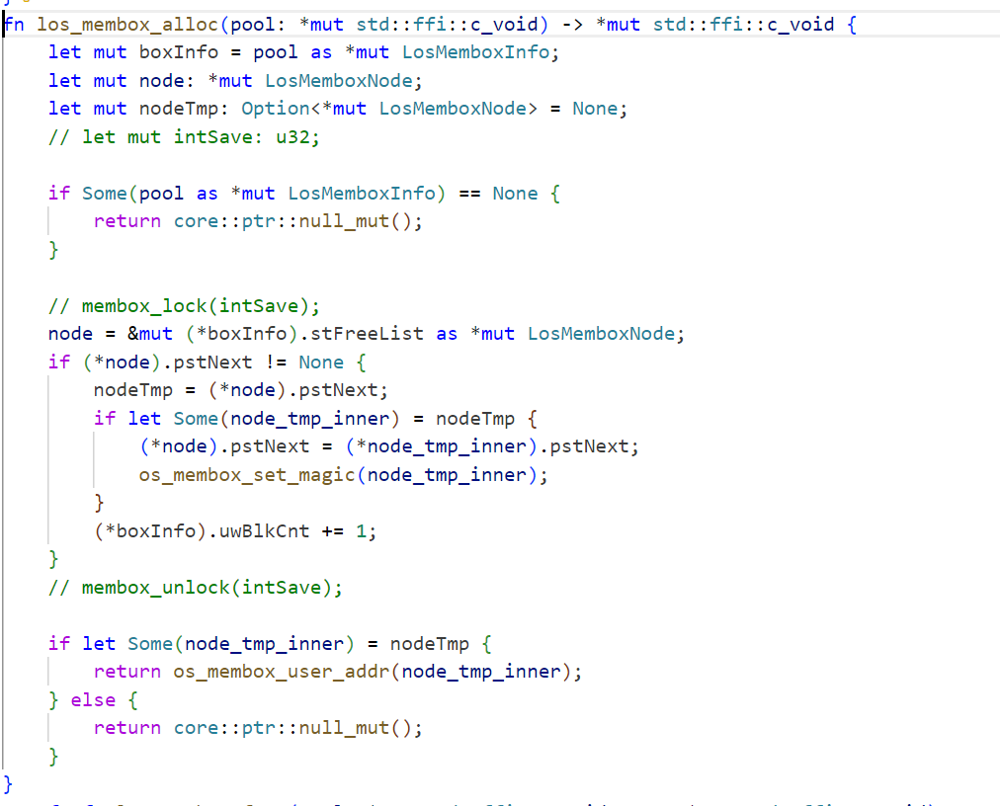 fn los_membox_alloc(pool: *mut std::ffi::c_void) -> *mut std::ffi::c_void {
    let mut boxInfo = pool as *mut LosMemboxInfo;
    let mut node: *mut LosMemboxNode;
    let mut nodeTmp: Option<*mut LosMemboxNode> = None;
    // let mut intSave: u32;

    if Some(pool as *mut LosMemboxInfo) == None {
        return core::ptr::null_mut();
    }

    // membox_lock(intSave);
    node = &mut (*boxInfo).stFreeList as *mut LosMemboxNode;
    if (*node).pstNext != None {
        nodeTmp = (*node).pstNext;
        if let Some(node_tmp_inner) = nodeTmp {
            (*node).pstNext = (*node_tmp_inner).pstNext;
            os_membox_set_magic(node_tmp_inner);
        }
        (*boxInfo).uwBlkCnt += 1;
    }
    // membox_unlock(intSave);

    if let Some(node_tmp_inner) = nodeTmp {
        return os_membox_user_addr(node_tmp_inner);
    } else {
        return core::ptr::null_mut();
    }
}